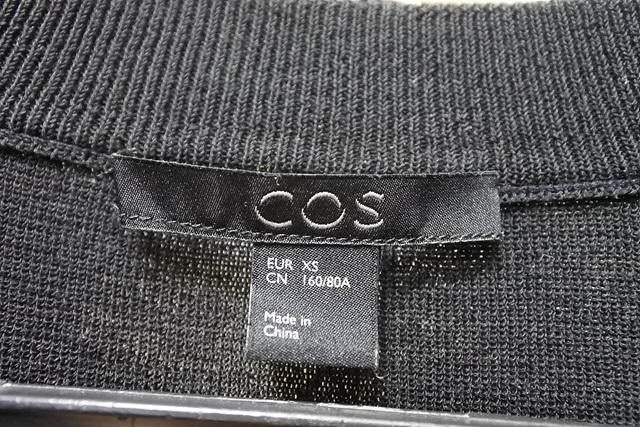 COS
EUR XS
CN 160/80A
Made in
China